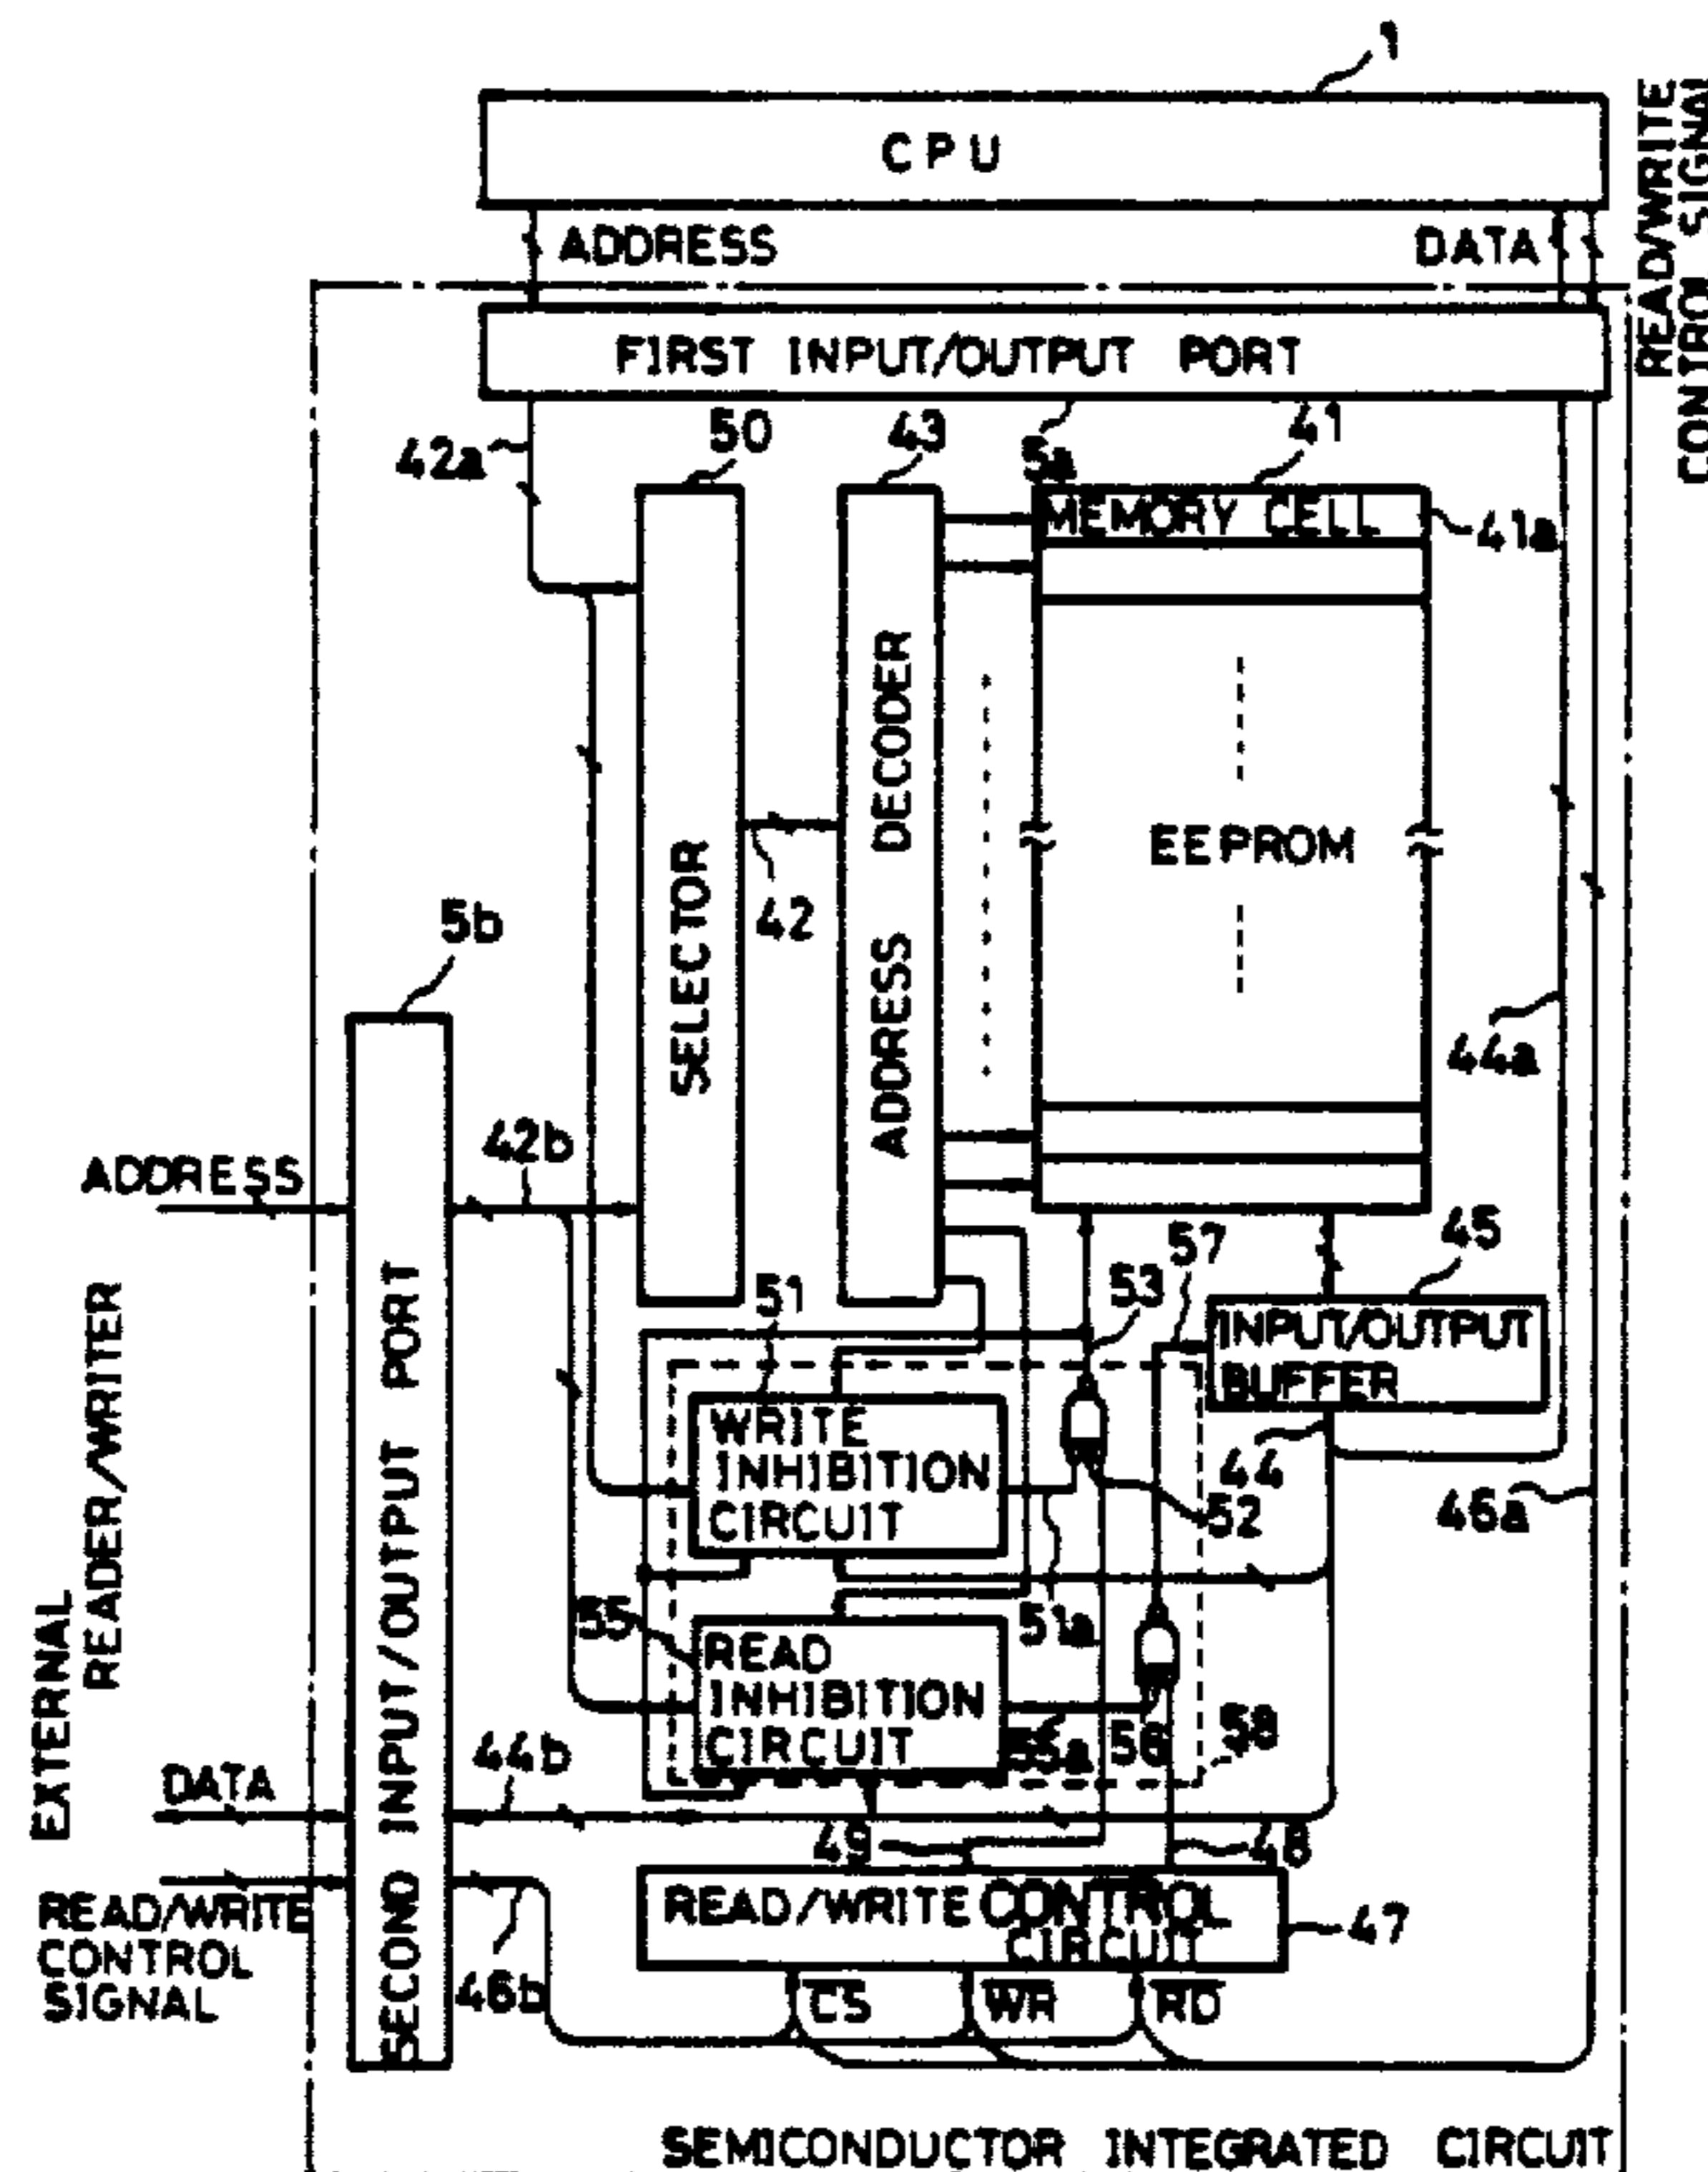 1
CPU
ADDRESS
DATA
READ/WRITE
CONTROL SIGNAL
FIRST INPUT/OUTPUT PORT
42a
50
43
5a
41
MEMORY CELL
41a
SELECTOR
42
ADDRESS DECODER
EEPROM
44a
5b
SECOND INPUT/OUTPUT PORT
ADDRESS
42b
EXTERNAL
READER/WRITER
51
53
57
45
INPUT/OUTPUT
BUFFER
WRITE
INHIBITION
CIRCUIT
44
52
46a
55
51a
READ
INHIBITION
CIRCUIT
55a
56
58
DATA
44b
49
48
READ/WRITE
CONTROL
SIGNAL
46b
READ/WRITE CONTROL
CIRCUIT
47
C̅S̅
W̅R̅
R̅D̅
SEMICONDUCTOR INTEGRATED CIRCUIT